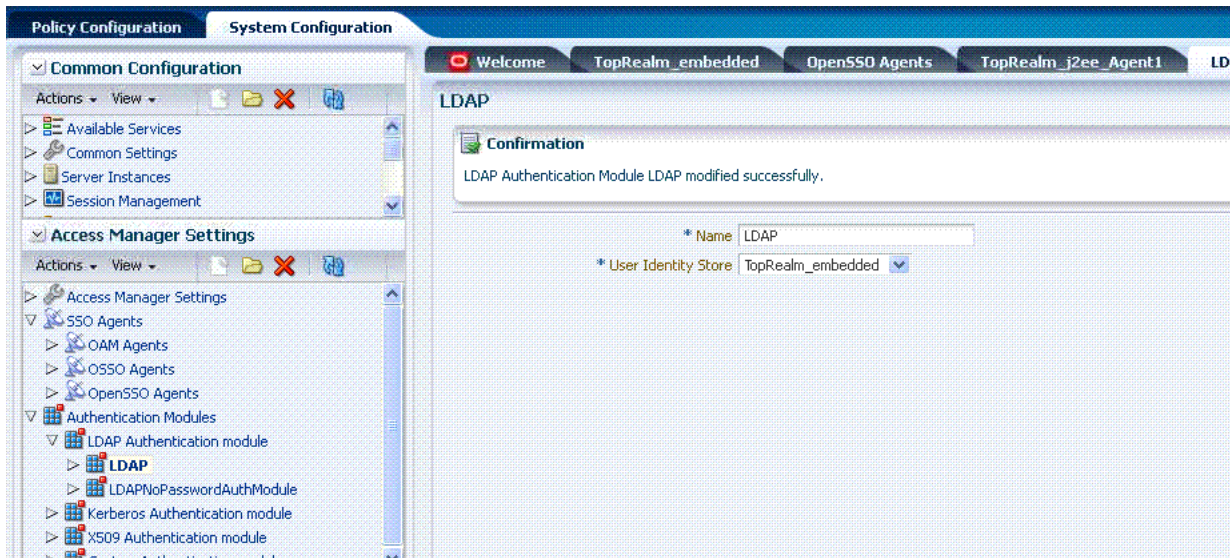 Policy Configuration
System Configuration
Common Configuration
Actions View
Available Services
Common Settings
Server Instances
Session Management
Access Manager Settings
Actions View
Access Manager Settings
SSO Agents
OAM Agents
OSSO Agents
OpenSSO Agents
Authentication Modules
LDAP Authentication module
LDAP
LDAPNoPasswordAuthModule
Kerberos Authentication module
X509 Authentication module
Welcome
TopRealm_embedded
OpenSSO Agents
TopRealm_j2ee_Agent1
LD
LDAP
Confirmation
LDAP Authentication Module LDAP modified successfully.
* Name LDAP
* User Identity Store TopRealm_embedded